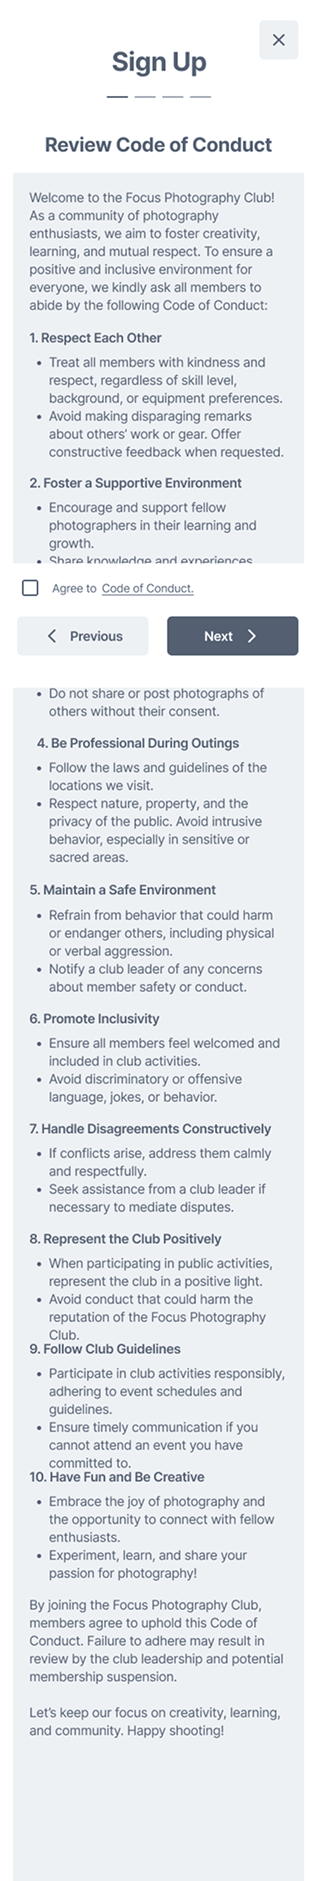 Sign Up
Review Code of Conduct
Welcome to the Focus Photography Club!
As a community of photography
enthusiasts, we aim to foster creativity,
learning, and mutual respect. To ensure a
positive and inclusive environment for
everyone, we kindly ask all members to
abide by the following Code of Conduct:
1. Respect Each Other
• Treat all members with kindness and
respect, regardless of skill level,
background, or equipment preferences.
• Avoid making disparaging remarks
about others' work or gear. Offer
constructive feedback when requested.
2. Foster a Supportive Environment
• Encourage and support fellow
photographers in their learning and
growth.
• Share knowledge and experiences
Agree to Code of Conduct.
Previous
Next
• Do not share or post photographs of
others without their consent.
4. Be Professional During Outings
• Follow the laws and guidelines of the
locations we visit.
• Respect nature, property, and the
privacy of the public. Avoid intrusive
behavior, especially in sensitive or
sacred areas.
5. Maintain a Safe Environment
• Refrain from behavior that could harm
or endanger others, including physical
or verbal aggression.
• Notify a club leader of any concerns
about member safety or conduct.
6. Promote Inclusivity
• Ensure all members feel welcomed and
included in club activities.
• Avoid discriminatory or offensive
language, jokes, or behavior.
7. Handle Disagreements Constructively
• If conflicts arise, address them calmly
and respectfully.
• Seek assistance from a club leader if
necessary to mediate disputes.
8. Represent the Club Positively
• When participating in public activities,
represent the club in a positive light.
• Avoid conduct that could harm the
reputation of the Focus Photography
Club.
9. Follow Club Guidelines
• Participate in club activities responsibly,
adhering to event schedules and
guidelines.
• Ensure timely communication if you
cannot attend an event you have
committed to.
10. Have Fun and Be Creative
• Embrace the joy of photography and
the opportunity to connect with fellow
enthusiasts.
• Experiment, learn, and share your
passion for photography!
By joining the Focus Photography Club,
members agree to uphold this Code of
Conduct. Failure to adhere may result in
review by the club leadership and potential
membership suspension.
Let's keep our focus on creativity, learning,
and community. Happy shooting!